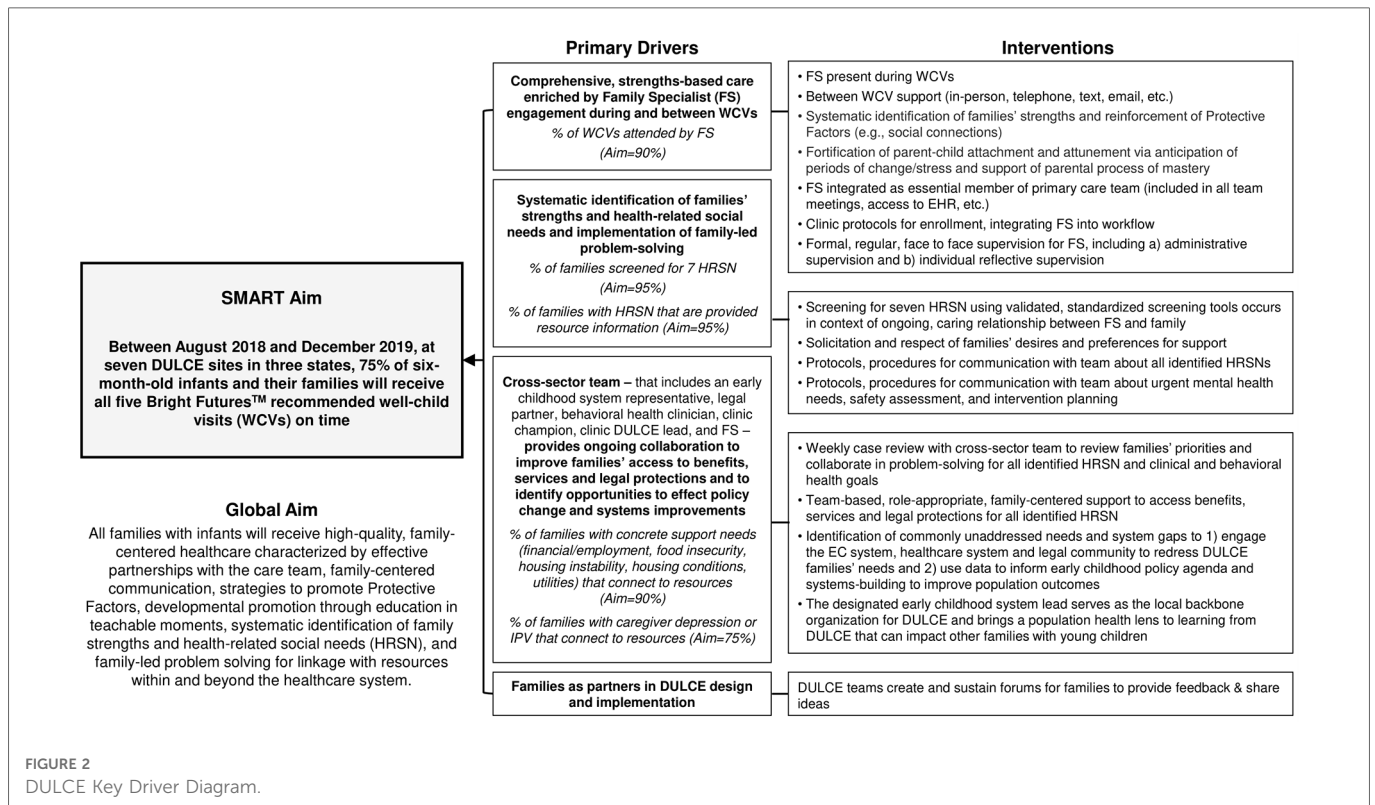 Primary Drivers
Interventions
SMART Aim
Between August 2018 and December 2019, at
seven DULCE sites in three states, 75% of six-
month-old infants and their families will receive
all five Bright Futures™ recommended well-child
visits (WCVs) on time
Global Aim
All families with infants will receive high-quality, family-
centered healthcare characterized by effective
partnerships with the care team, family-centered
communication, strategies to promote Protective
Factors, developmental promotion through education in
teachable moments, systematic identification of family
strengths and health-related social needs (HRSN), and
family-led problem solving for linkage with resources
within and beyond the healthcare system.
Comprehensive, strengths-based care
enriched by Family Specialist (FS)
engagement during and between WCVs
% of WCVs attended by FS
(Aim=90%)
Systematic identification of families’
strengths and health-related social
needs and implementation of family-led
problem-solving
% of families screened for 7 HRSN
(Aim=95%)
% of families with HRSN that are provided
resource information (Aim=95%)
Cross-sector team – that includes an early
childhood system representative, legal
partner, behavioral health clinician, clinic
champion, clinic DULCE lead, and FS –
provides ongoing collaboration to
improve families’ access to benefits,
services and legal protections and to
identify opportunities to effect policy
change and systems improvements
% of families with concrete support needs
(financial/employment, food insecurity,
housing instability, housing conditions,
utilities) that connect to resources
(Aim=90%)
% of families with caregiver depression or
IPV that connect to resources (Aim=75%)
Families as partners in DULCE design
and implementation
• FS present during WCVs
• Between WCV support (in-person, telephone, text, email, etc.)
• Systematic identification of families’ strengths and reinforcement of Protective
Factors (e.g., social connections)
• Fortification of parent-child attachment and attunement via anticipation of
periods of change/stress and support of parental process of mastery
• FS integrated as essential member of primary care team (included in all team
meetings, access to EHR, etc.)
• Clinic protocols for enrollment, integrating FS into workflow
• Formal, regular, face to face supervision for FS, including a) administrative
supervision and b) individual reflective supervision
• Screening for seven HRSN using validated, standardized screening tools occurs
in context of ongoing, caring relationship between FS and family
• Solicitation and respect of families’ desires and preferences for support
• Protocols, procedures for communication with team about all identified HRSNs
• Protocols, procedures for communication with team about urgent mental health
needs, safety assessment, and intervention planning
• Weekly case review with cross-sector team to review families’ priorities and
collaborate in problem-solving for all identified HRSN and clinical and behavioral
health goals
• Team-based, role-appropriate, family-centered support to access benefits,
services and legal protections for all identified HRSN
• Identification of commonly unaddressed needs and system gaps to 1) engage
the EC system, healthcare system and legal community to redress DULCE
families’ needs and 2) use data to inform early childhood policy agenda and
systems-building to improve population outcomes
• The designated early childhood system lead serves as the local backbone
organization for DULCE and brings a population health lens to learning from
DULCE that can impact other families with young children
DULCE teams create and sustain forums for families to provide feedback & share
ideas
FIGURE 2
DULCE Key Driver Diagram.